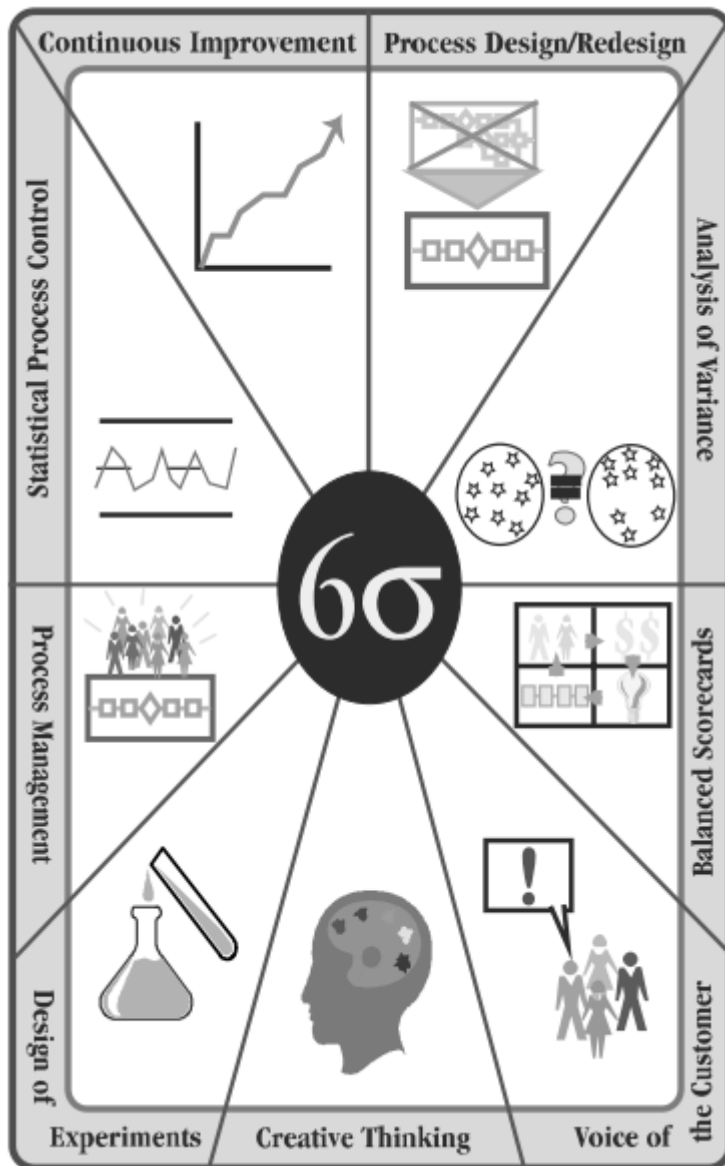 Continuous Improvement
Process Design/Redesign
Statistical Process Control
Analysis of Variance
6σ
Process Management
Balanced Scorecards
$$
!
Design of
Experiments
Creative Thinking
Voice of
the Customer